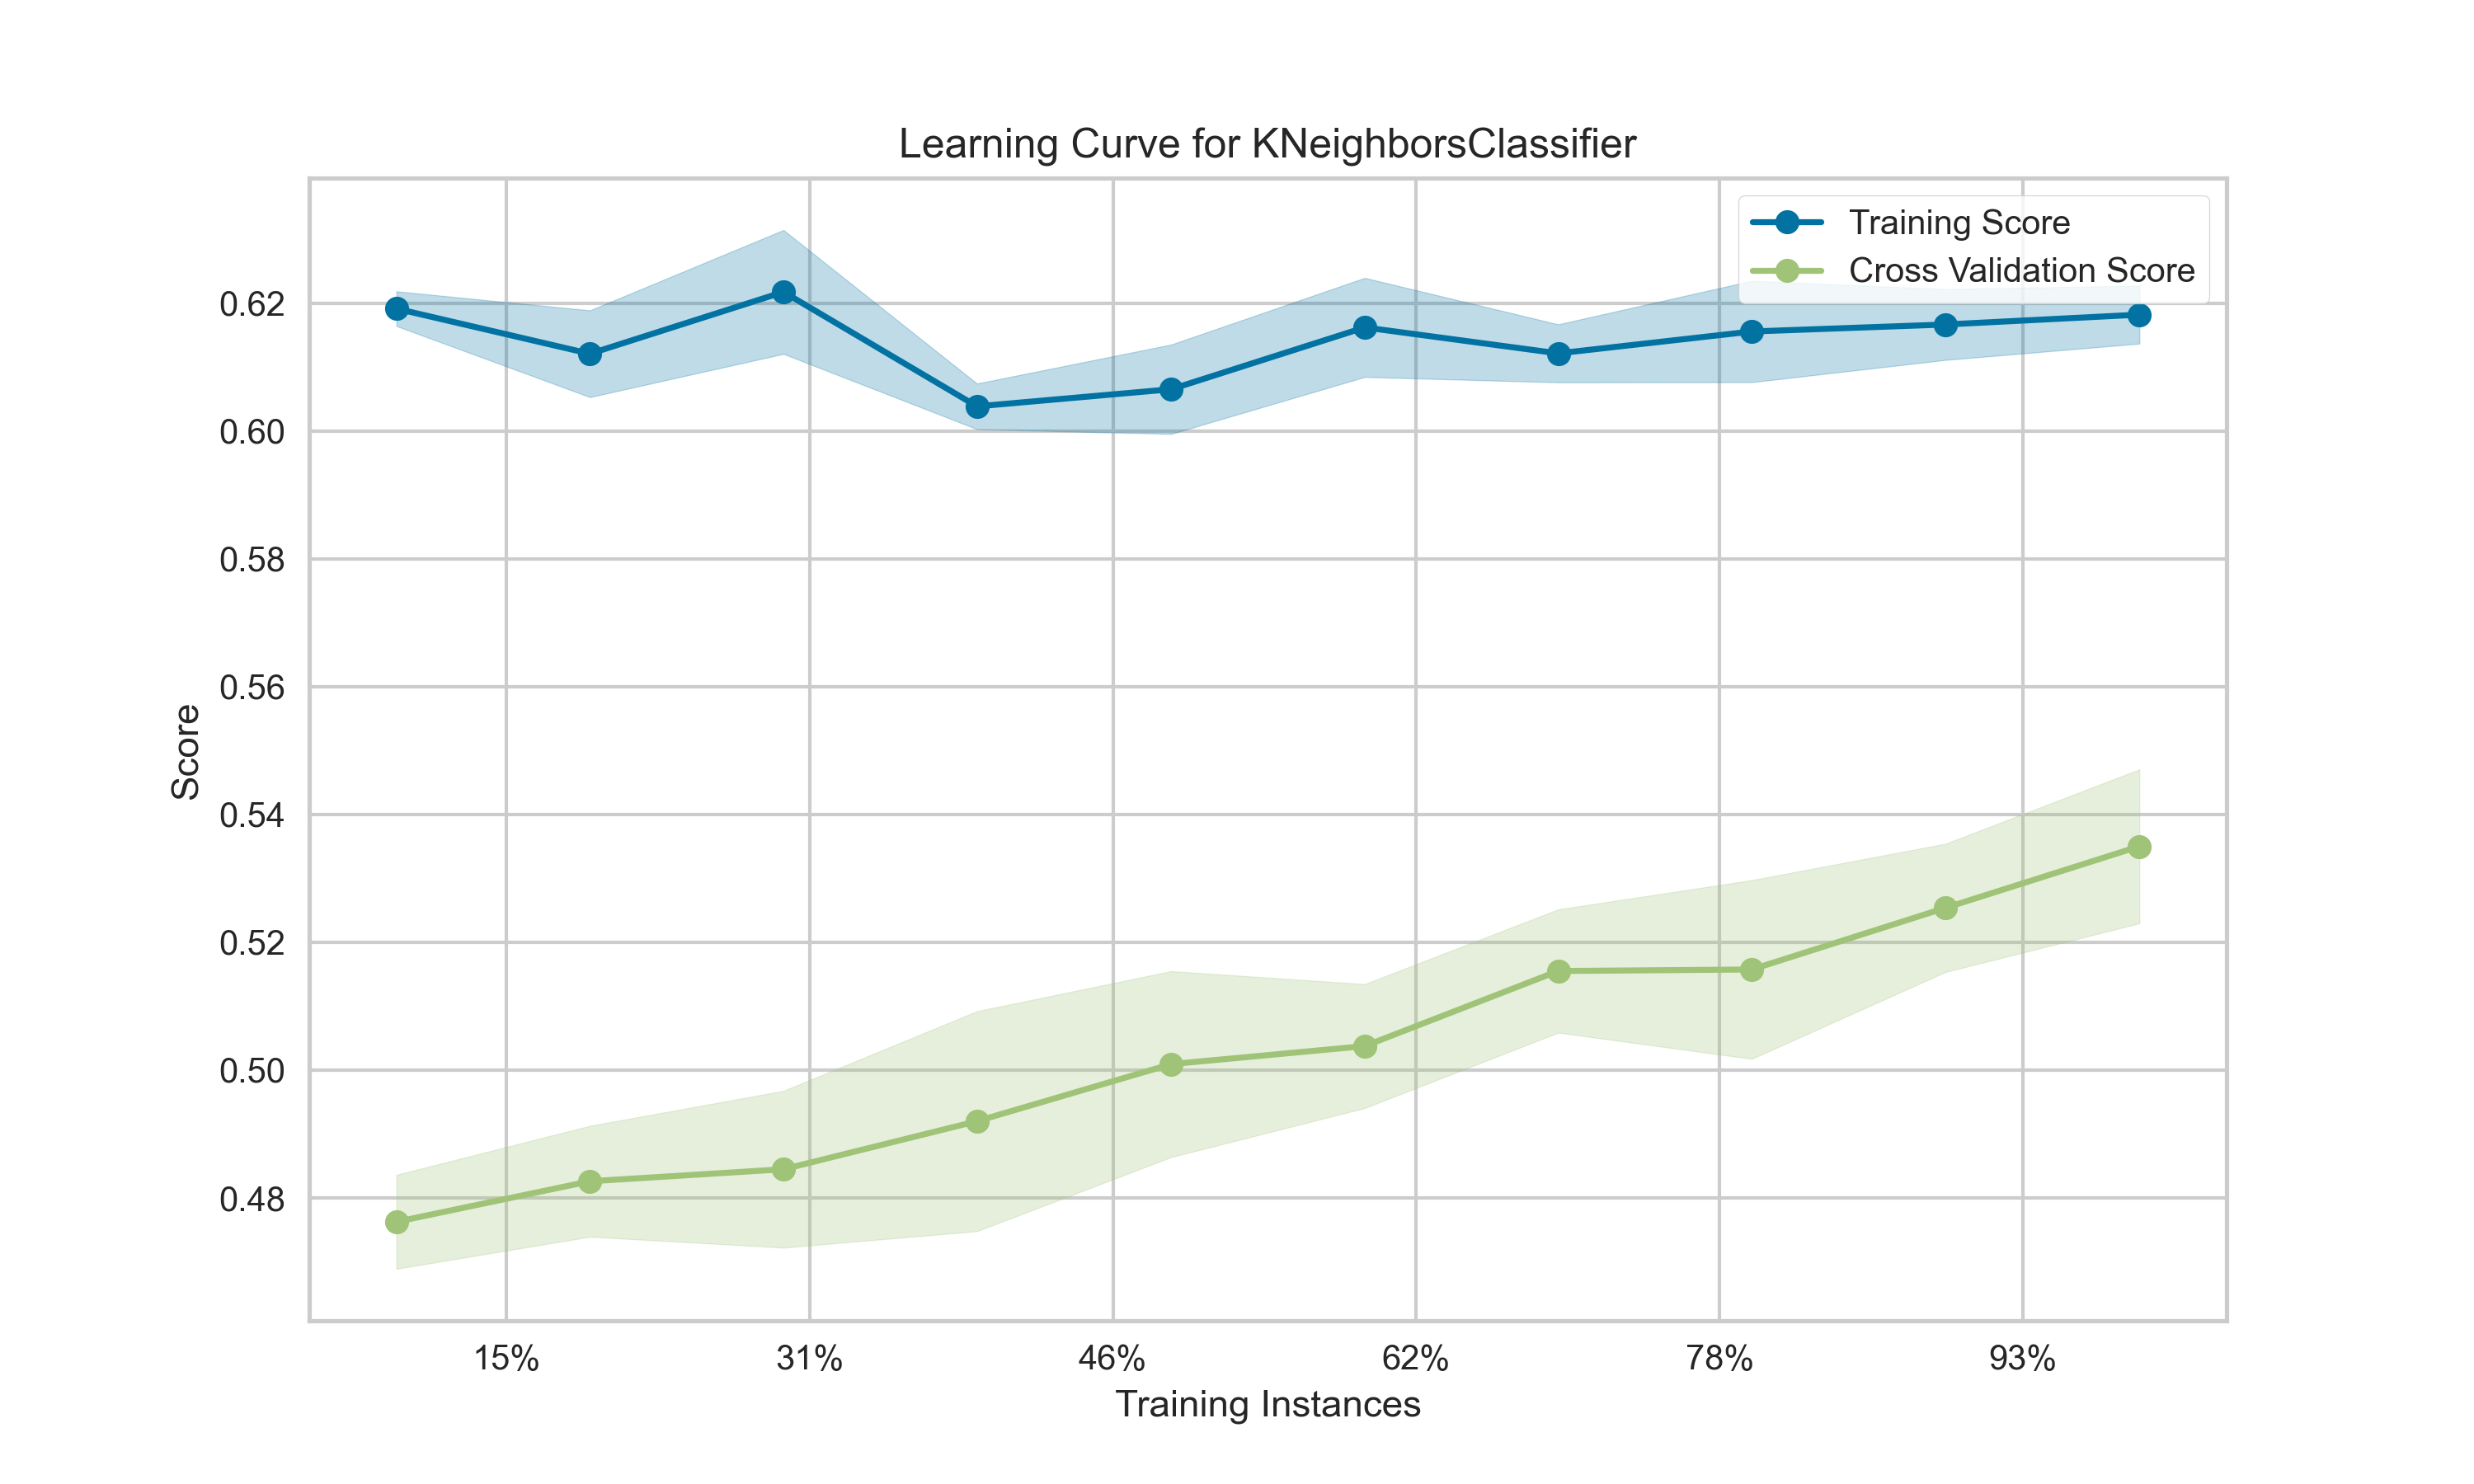 Learning Curve for KNeighborsClassifier
Training Score
Cross Validation Score
0.62
0.60
0.58
0.56
0.54
0.52
0.50
0.48
Score
15% 31% 46% 62% 78% 93%
Training Instances